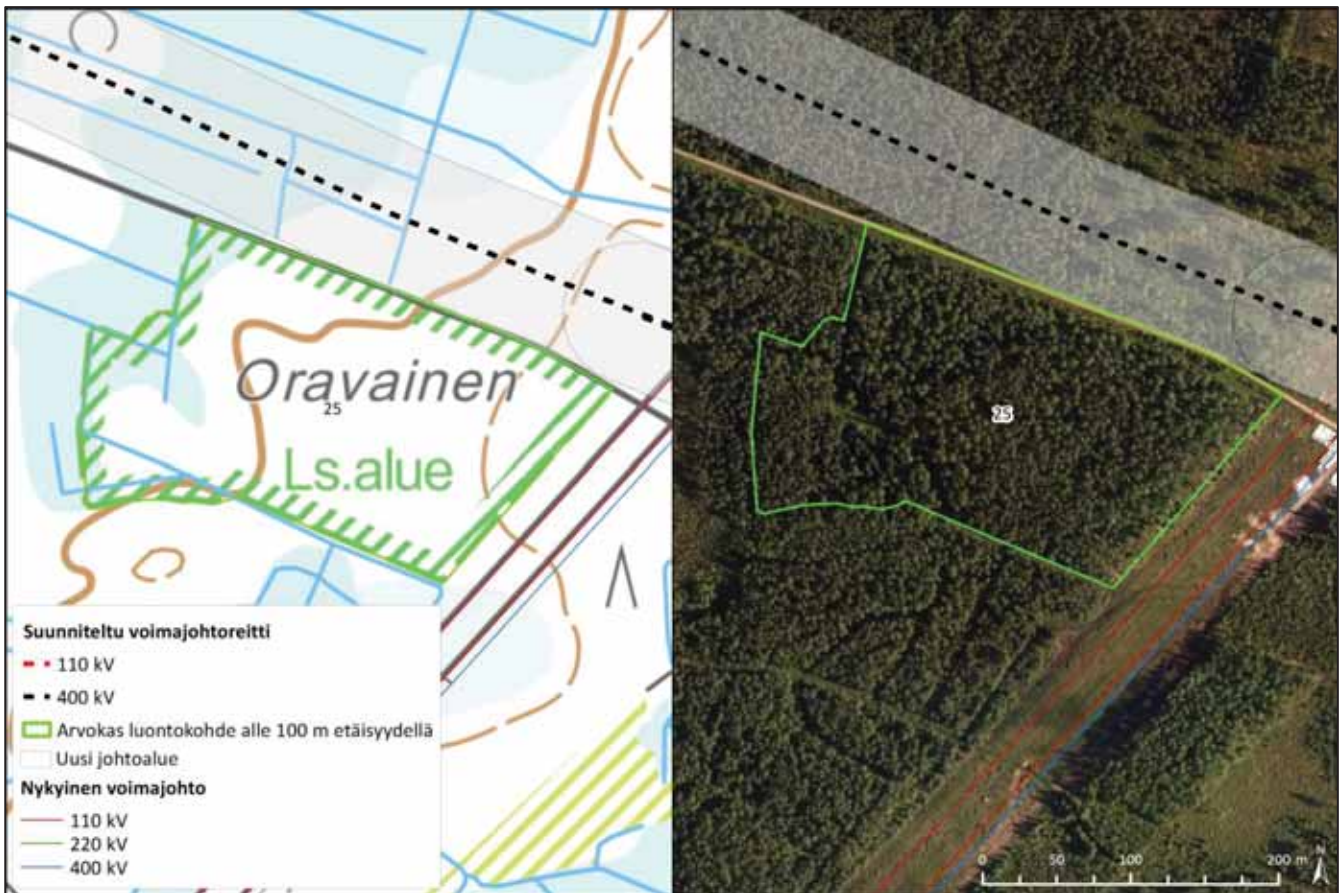 Oravainen
25
Ls.alue
Suunniteltu voimajohtoreitti
110 kV
400 kV
Arvokas luontokohde alle 100 m etäisyydellä
Uusi johtoalue
Nykyinen voimajohto
110 kV
220 kV
400 kV
25
0 50 100 200 m
N